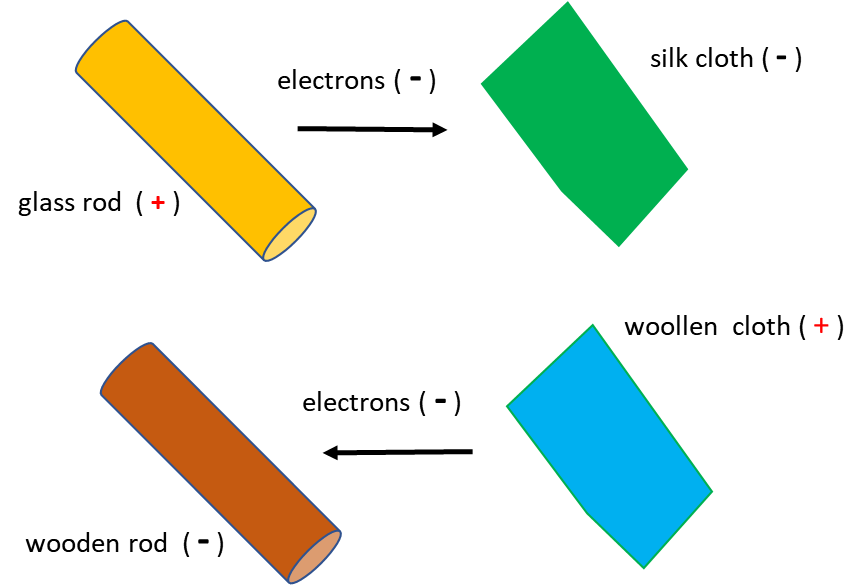 silk cloth ( - )
electrons ( - )
glass rod ( + )
woollen cloth ( + )
electrons ( - )
wooden rod ( - )